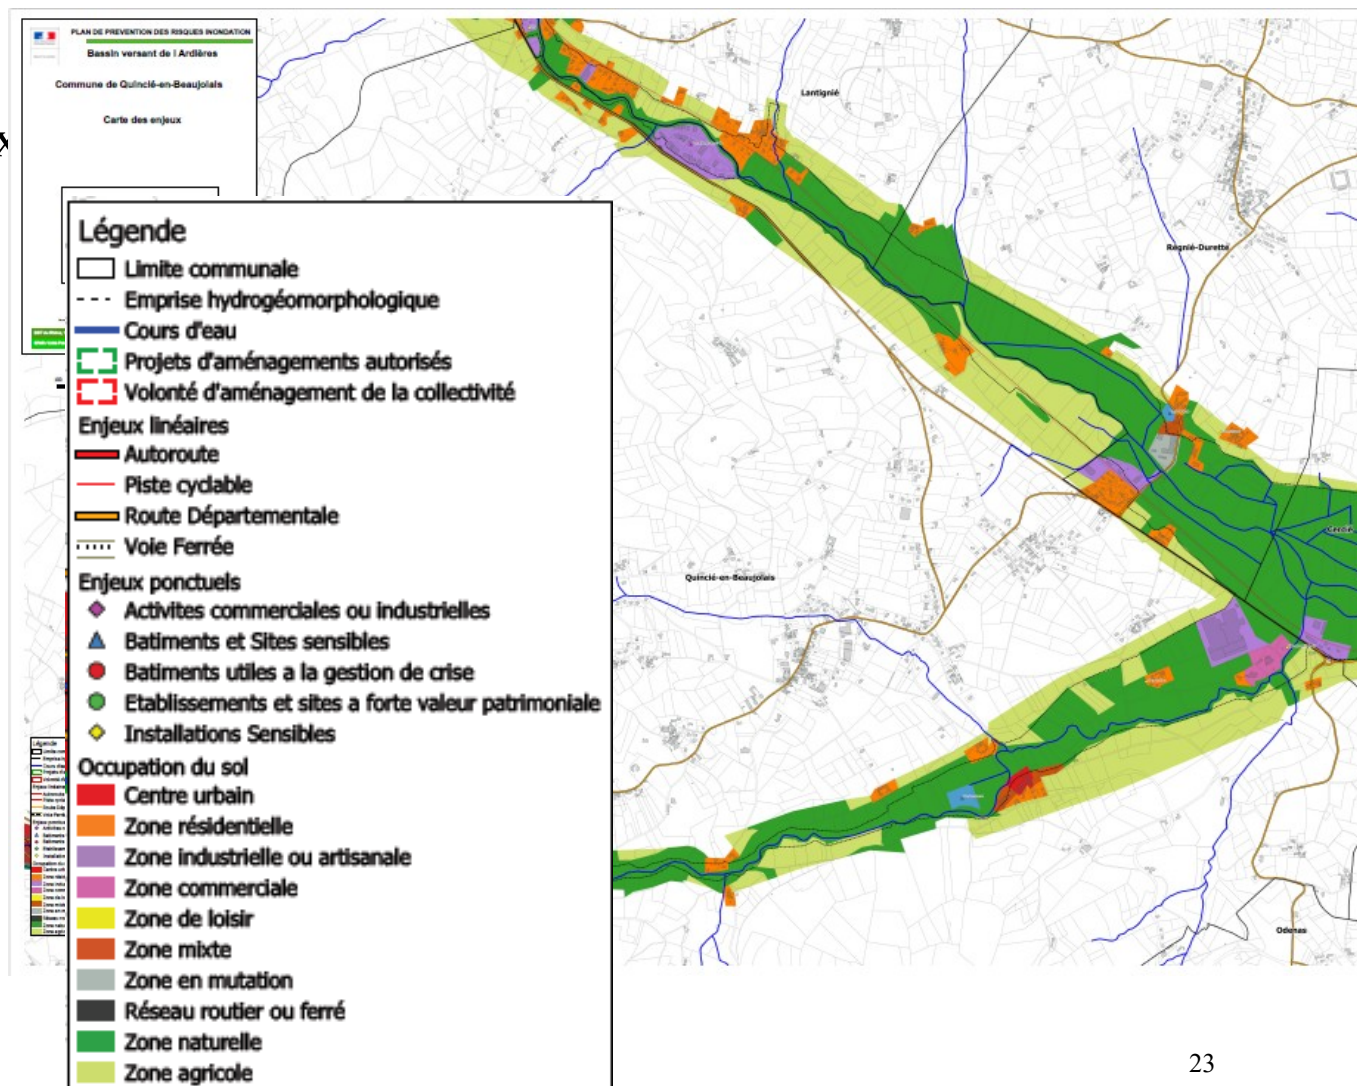 PLAN DE PREVENTION DES RISQUES INONDATION
Bassin versant de l Ardières
Commune de Quincié-en-Beaujolais
Carte des enjeux
Légende
Limite communale
Emprise hydrogéomorphologique
Cours d'eau
Projets d'aménagements autorisés
Volonté d'aménagement de la collectivité
Enjeux linéaires
Autoroute
Piste cyclable
Route Départementale
Voie Ferrée
Enjeux ponctuels
Activites commerciales ou industrielles
Batiments et Sites sensibles
Batiments utiles a la gestion de crise
Etablissements et sites a forte valeur patrimoniale
Installations Sensibles
Occupation du sol
Centre urbain
Zone résidentielle
Zone industrielle ou artisanale
Zone commerciale
Zone de loisir
Zone mixte
Zone en mutation
Réseau routier ou ferré
Zone naturelle
Zone agricole
Lantignié
Régnié-Durette
Cercié
Quincié-en-Beaujolais
Odenas
23